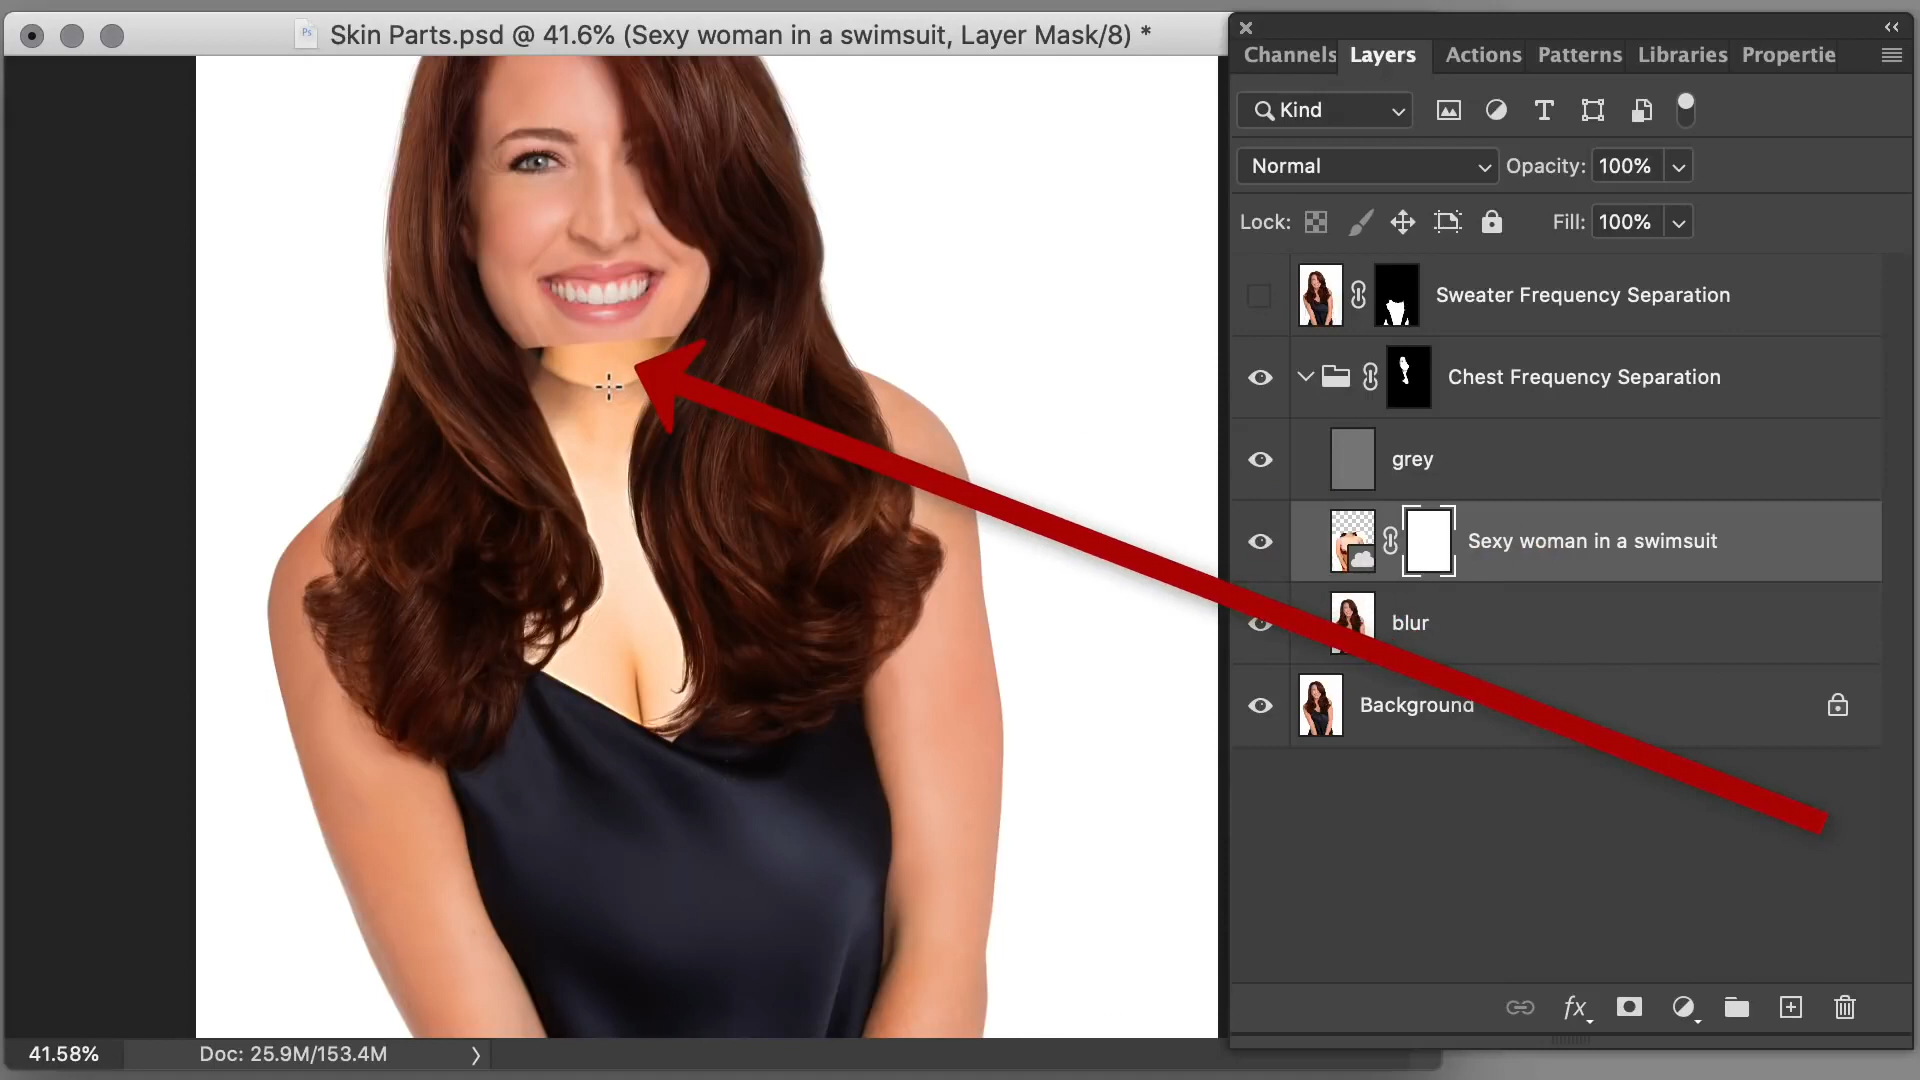 Skin Parts.psd @ 41.6% (Sexy woman in a swimsuit, Layer Mask/8) *
Ps
Channels Layers Actions Patterns Libraries Propertie
Kind
Normal Opacity: 100%
Lock: Fill: 100%
Sweater Frequency Separation
Chest Frequency Separation
grey
Sexy woman in a swimsuit
blur
Background
fx
41.58% Doc: 25.9M/153.4M